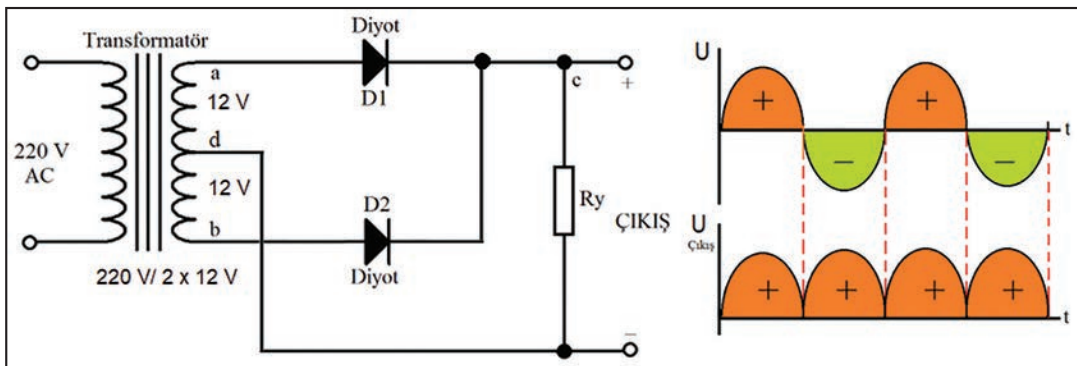 Transformatör
Diyot
a
12 V
D1
c
+
d
220 V
AC
12 V
D2
Ry
ÇIKIŞ
b
Diyot
220 V/ 2 x 12 V
–
U
+
+
t
–
–
U
Çıkış
+
+
+
+
t